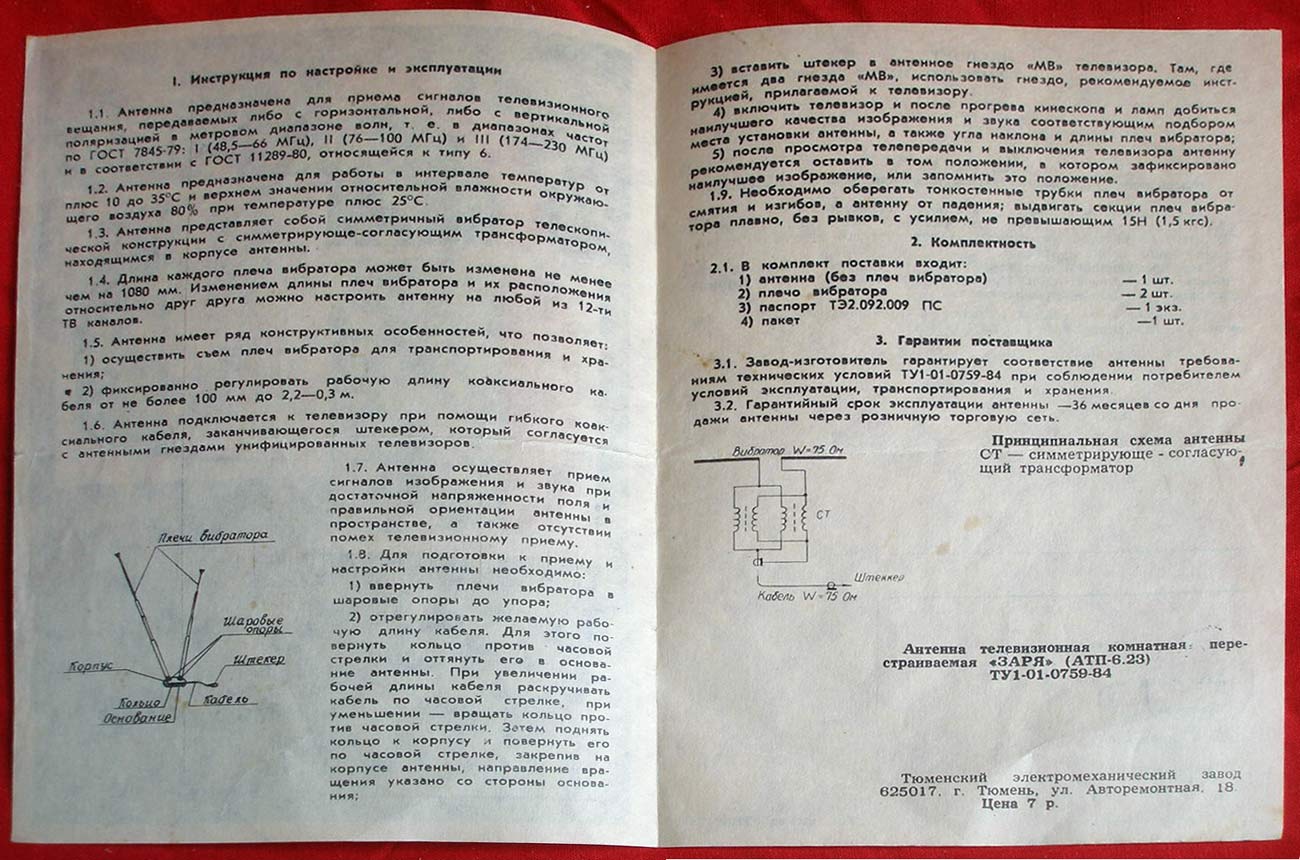 I. Инструкция по настройке и эксплуатации
1.1. Антенна предназначена для приема сигналов телевизионного
вещания, передаваемых либо с горизонтальной, либо с вертикальной
поляризацией в метровом диапазоне волн, т. е. в диапазонах частот
по ГОСТ 7845-79: I (48,5—66 МГц), II (76—100 МГц) и III (174—230 МГц)
и в соответствии с ГОСТ 11289-80, относящейся к типу 6.
1.2. Антенна предназначена для работы в интервале температур от
плюс 10 до 35°С и верхнем значении относительной влажности окружаю-
щего воздуха 80% при температуре плюс 25°С.
1.3. Антенна представляет собой симметричный вибратор телескопи-
ческой конструкции с симметрирующе-согласующим трансформатором,
находящимся в корпусе антенны.
1.4. Длина каждого плеча вибратора может быть изменена не менее
чем на 1080 мм. Изменением длины плеч вибратора и их расположения
относительно друг друга можно настроить антенну на любой из 12-ти
ТВ каналов.
1.5. Антенна имеет ряд конструктивных особенностей, что позволяет:
1) осуществить съем плеч вибратора для транспортирования и хра-
нения;
2) фиксированно регулировать рабочую длину коаксиального ка-
беля от не более 100 мм до 2,2—0,3 м.
1.6. Антенна подключается к телевизору при помощи гибкого коак-
сиального кабеля, заканчивающегося штекером, который согласуется
с антенными гнездами унифицированных телевизоров.
1.7. Антенна осуществляет прием
сигналов изображения и звука при
достаточной напряженности поля и
правильной ориентации антенны в
пространстве, а также отсутствии
помех телевизионному приему.
1.8. Для подготовки к приему и
настройки антенны необходимо:
1) ввернуть плечи вибратора в
шаровые опоры до упора;
2) отрегулировать желаемую рабо-
чую длину кабеля. Для этого по-
вернуть кольцо против часовой
стрелки и оттянуть его в основа-
ние антенны. При увеличении ра-
бочей длины кабеля раскручивать
кабель по часовой стрелке, при
уменьшении — вращать кольцо про-
тив часовой стрелки. Затем поднять
кольцо к корпусу и повернуть его
по часовой стрелке, закрепив на
корпусе антенны, направление вра-
щения указано со стороны основа-
ния;
Плечи вибратора
Шаровые
опоры
Корпус
Штекер
Кольцо
Кабель
Основание
3) вставить штекер в антенное гнездо «МВ» телевизора. Там, где
имеется два гнезда «МВ», использовать гнездо, рекомендуемое инст-
рукцией, прилагаемой к телевизору.
4) включить телевизор и после прогрева кинескопа и ламп добиться
наилучшего качества изображения и звука соответствующим подбором
места установки антенны, а также угла наклона и длины плеч вибратора;
5) после просмотра телепередачи и выключения телевизора антенну
рекомендуется оставить в том положении, в котором зафиксировано
наилучшее изображение, или запомнить это положение.
1.9. Необходимо оберегать тонкостенные трубки плеч вибратора от
смятия и изгибов, а антенну от падения; выдвигать секции плеч вибра-
тора плавно, без рывков, с усилием, не превышающим 15Н (1,5 кгс).
2. Комплектность
2.1. В комплект поставки входит:
1) антенна (без плеч вибратора) — 1 шт.
2) плечо вибратора — 2 шт.
3) паспорт ТЭ2.092.009 ПС — 1 экз.
4) пакет —1 шт.
3. Гарантии поставщика
3.1. Завод-изготовитель гарантирует соответствие антенны требова-
ниям технических условий ТУ1-01-0759-84 при соблюдении потребителем
условий эксплуатации, транспортирования и хранения.
3.2. Гарантийный срок эксплуатации антенны —36 месяцев со дня про-
дажи антенны через розничную торговую сеть.
Принципиальная схема антенны
СТ — симметрирующе - согласую-
щий трансформатор
Вибратор W=75 Ом
СТ
Штеккер
Кабель W=75 Ом
Антенна телевизионная комнатная пере-
страиваемая «ЗАРЯ» (АТП-6.23)
ТУ1-01-0759-84
Тюменский электромеханический завод
625017. г. Тюмень, ул. Авторемонтная, 18.
Цена 7 р.